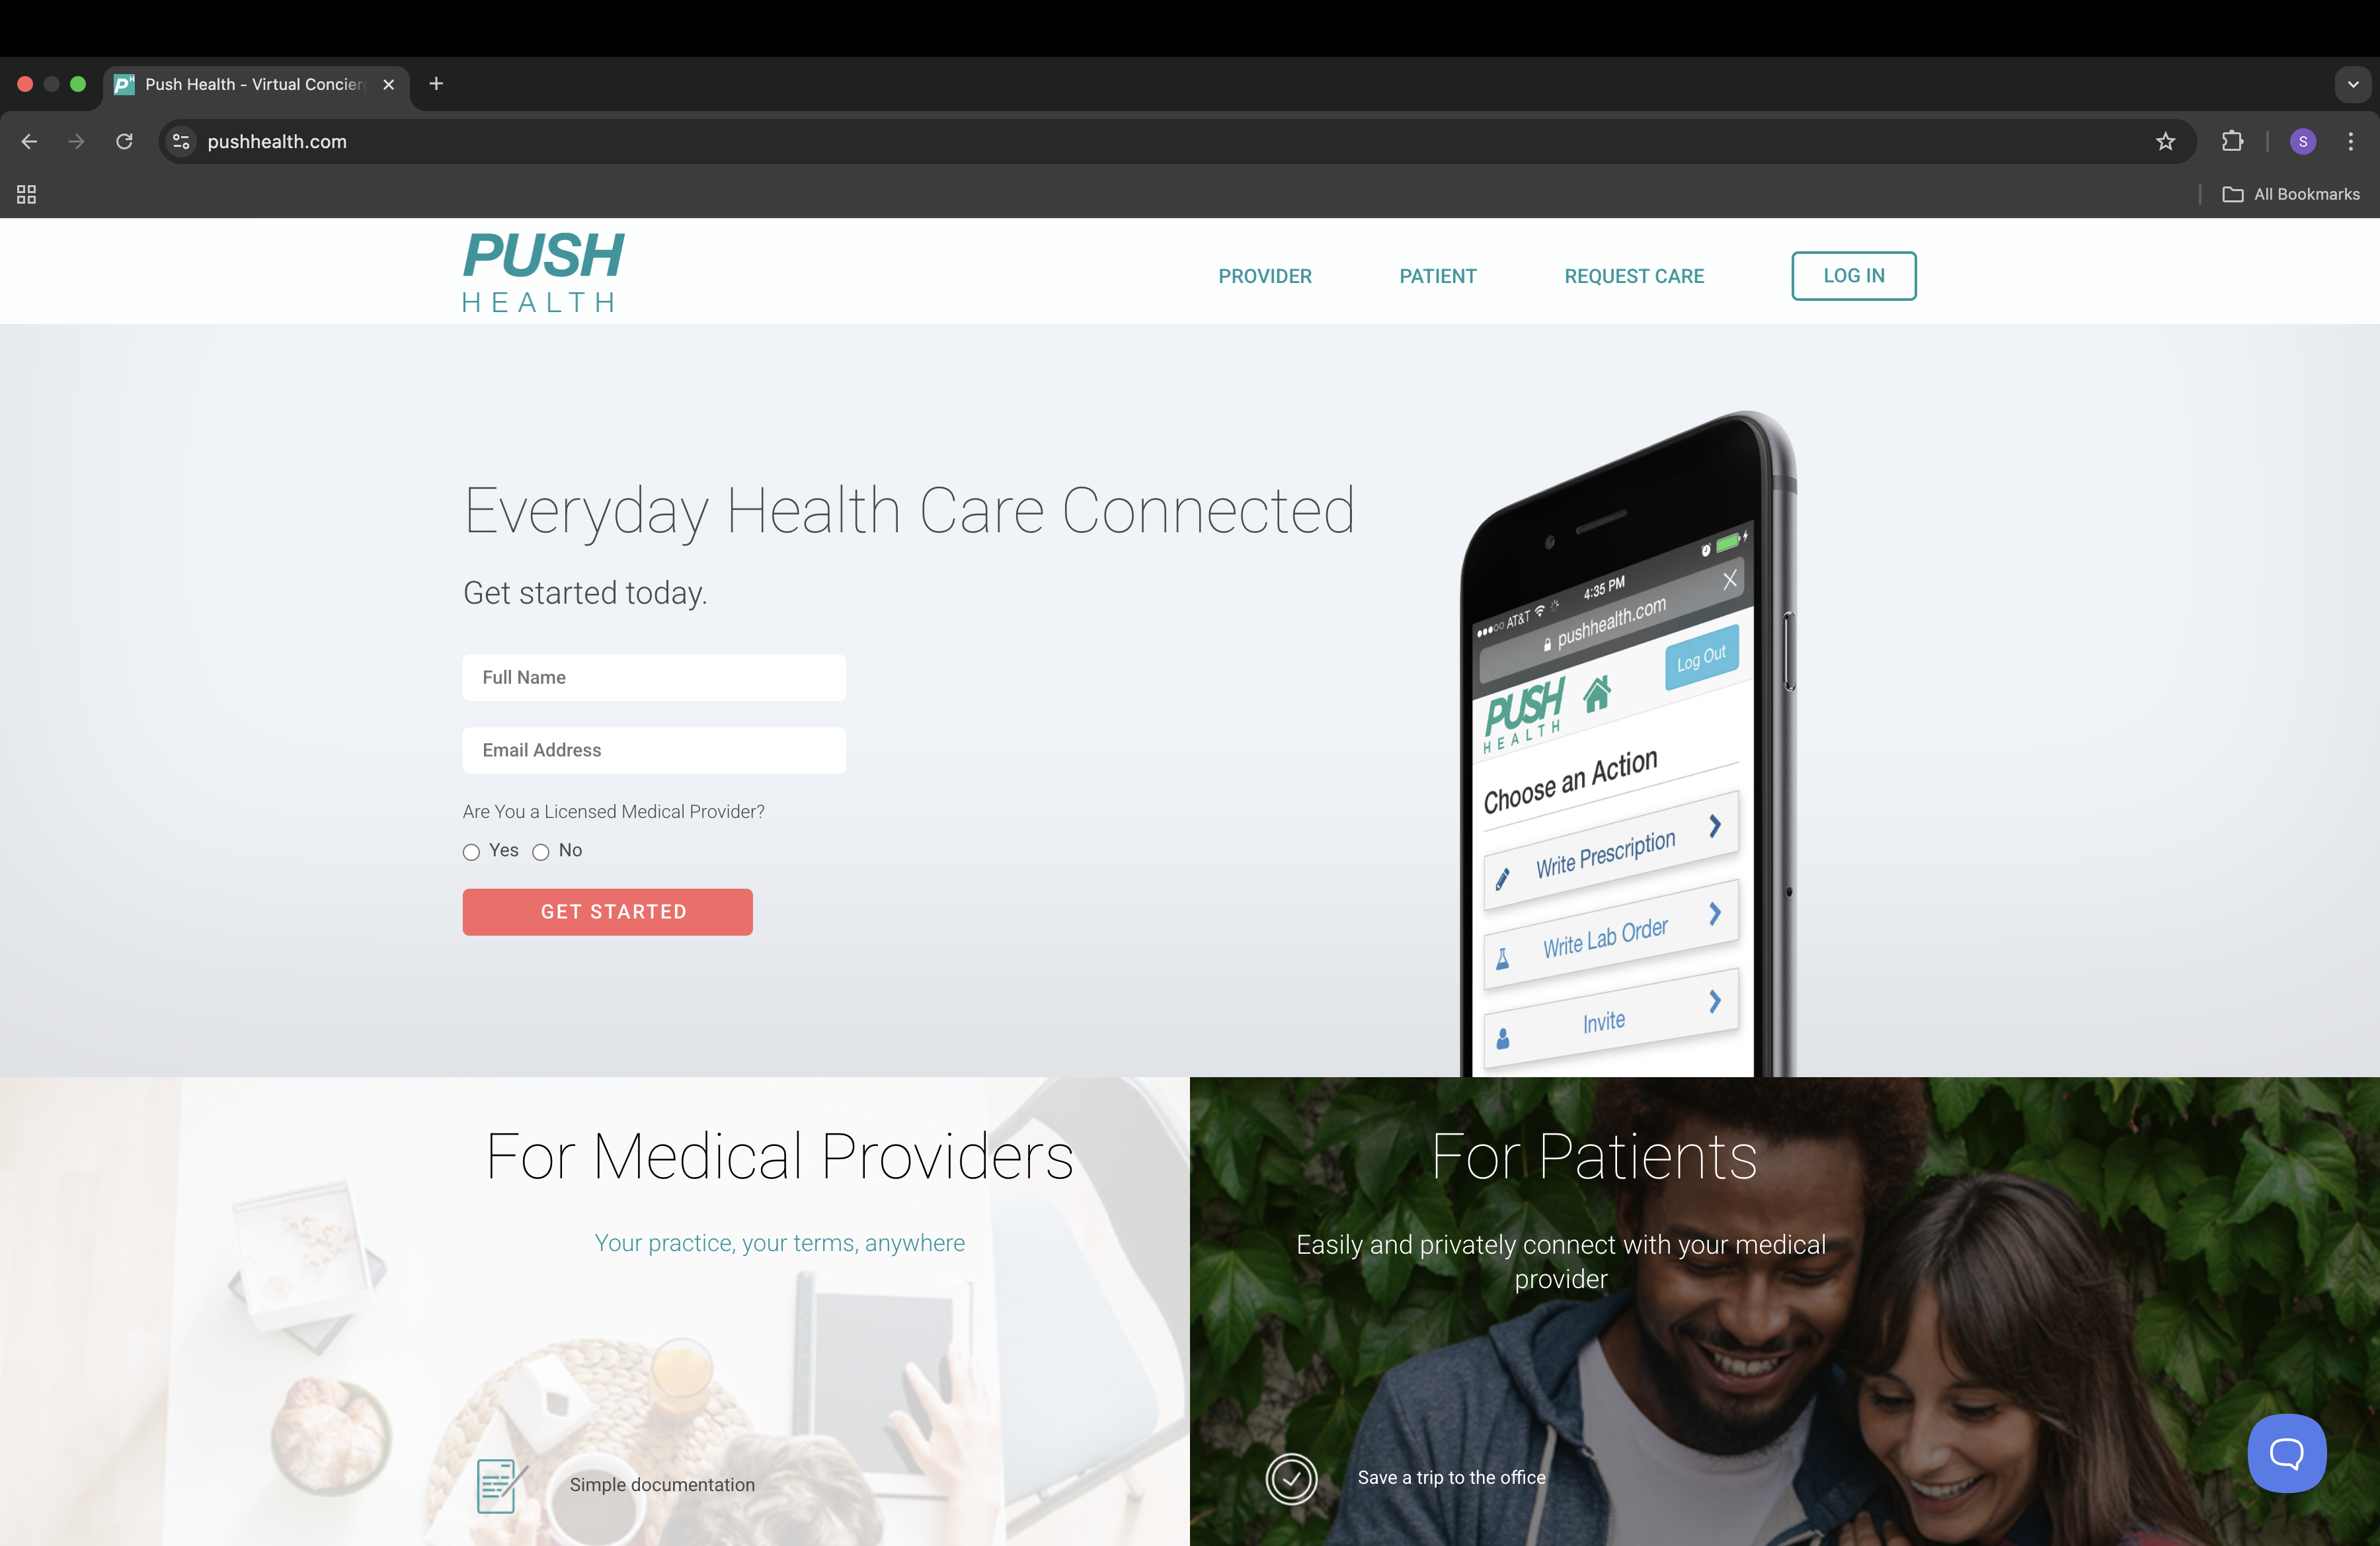 Push Health - Virtual Concier
pushhealth.com
S
All Bookmarks
PUSH
HEALTH
PROVIDER
PATIENT
REQUEST CARE
LOG IN
Everyday Health Care Connected
Get started today.
Full Name
Email Address
Are You a Licensed Medical Provider?
Yes No
GET STARTED
AT&T 4:35 PM
pushhealth.com
Log Out
PUSH
HEALTH
Choose an Action
Write Prescription
Write Lab Order
Invite
For Medical Providers
Your practice, your terms, anywhere
Simple documentation
For Patients
Easily and privately connect with your medical
provider
Save a trip to the office